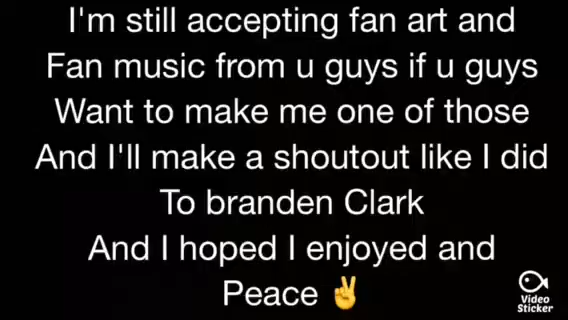 I'm still accepting fan art and
Fan music from u guys if u guys
Want to make me one of those
And I'll make a shoutout like I did
To branden Clark
And I hoped I enjoyed and
Peace ✌️
Video
Sticker